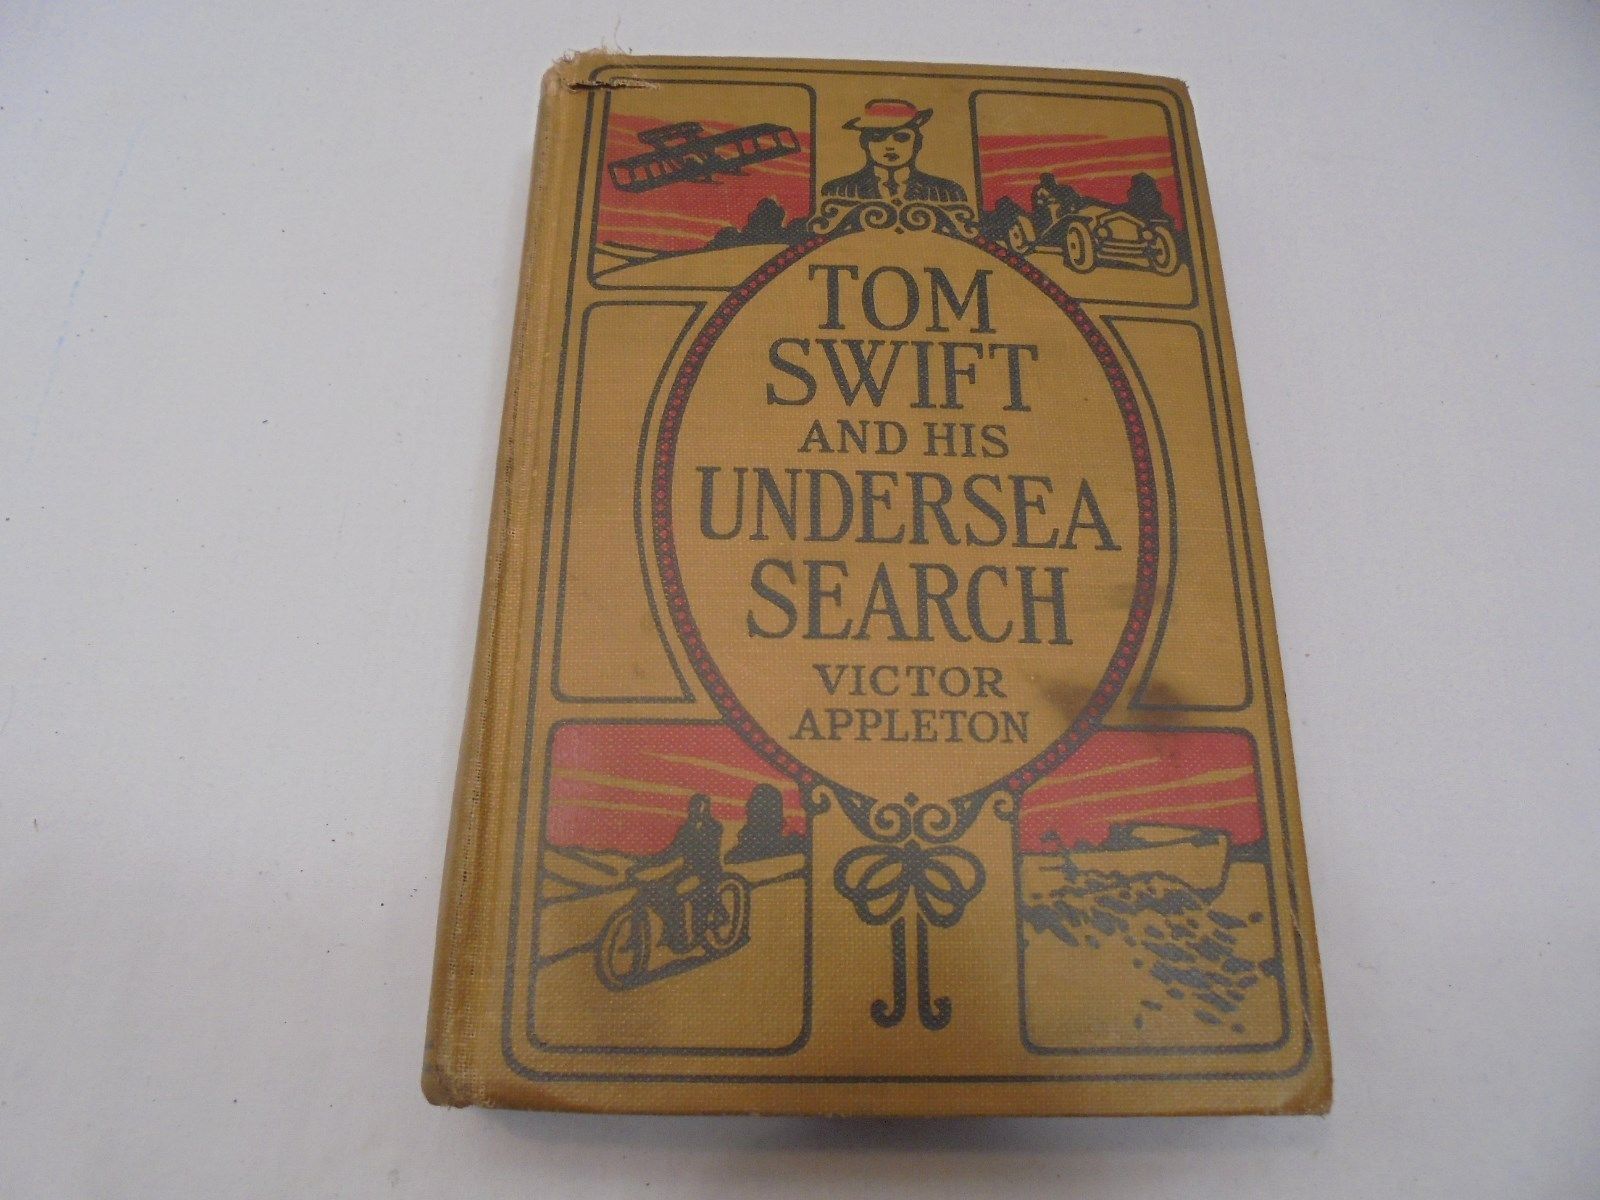 TOM
SWIFT
AND HIS
UNDERSEA
SEARCH
VICTOR
APPLETON